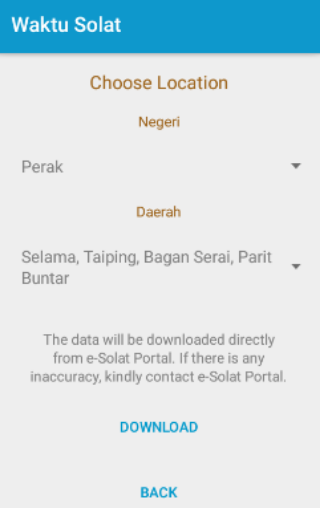 Waktu Solat
Choose Location
Negeri
Perak
Daerah
Selama, Taiping, Bagan Serai, Parit
Buntar
The data will be downloaded directly
from e-Solat Portal. If there is any
inaccuracy, kindly contact e-Solat Portal.
DOWNLOAD
BACK